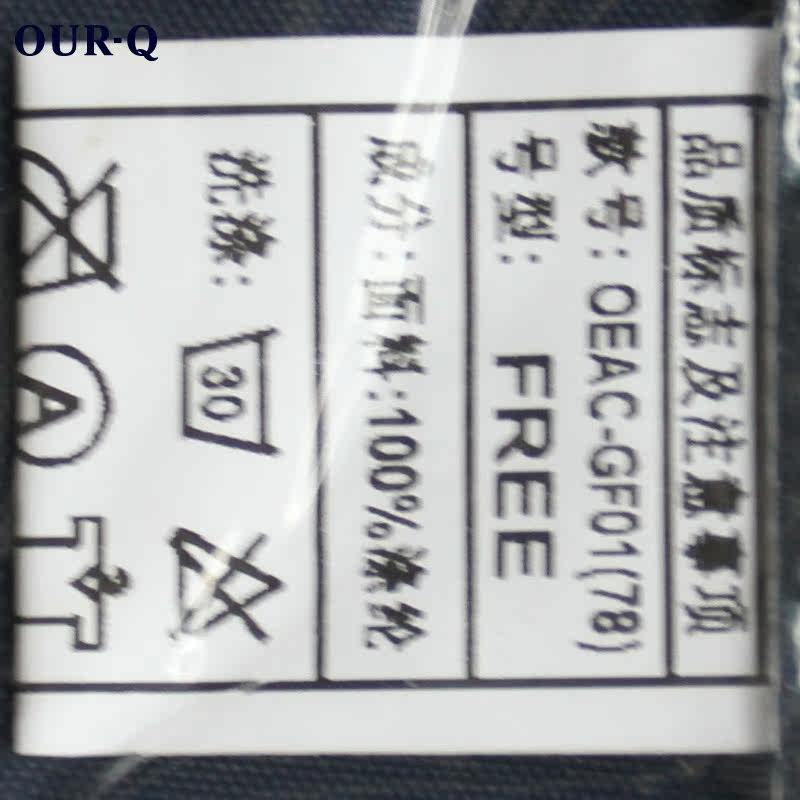 OUR-Q
品质标志及注意事项
款号：OEAC-GF01(78)
号型：FREE
成分：面料:100%涤纶
洗涤：30
A